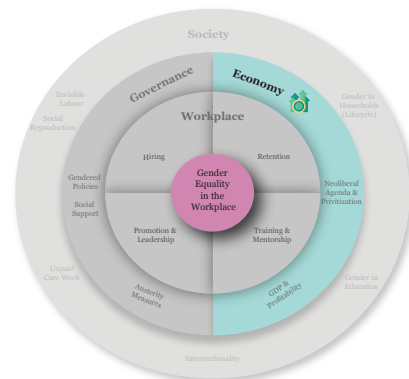 Society
Governance
Economy
Invisible
Labour
Social
Reproduction
Gender in
Households
(Lifecycle)
Workplace
Hiring
Retention
Gender
Equality
in the
Workplace
Gendered
Policies
Social
Support
Neoliberal
Agenda &
Privitization
Promotion &
Leadership
Training &
Mentorship
Unpaid
Care Work
Austerity
Measures
GDP &
Profitability
Gender in
Education
Intersectionality